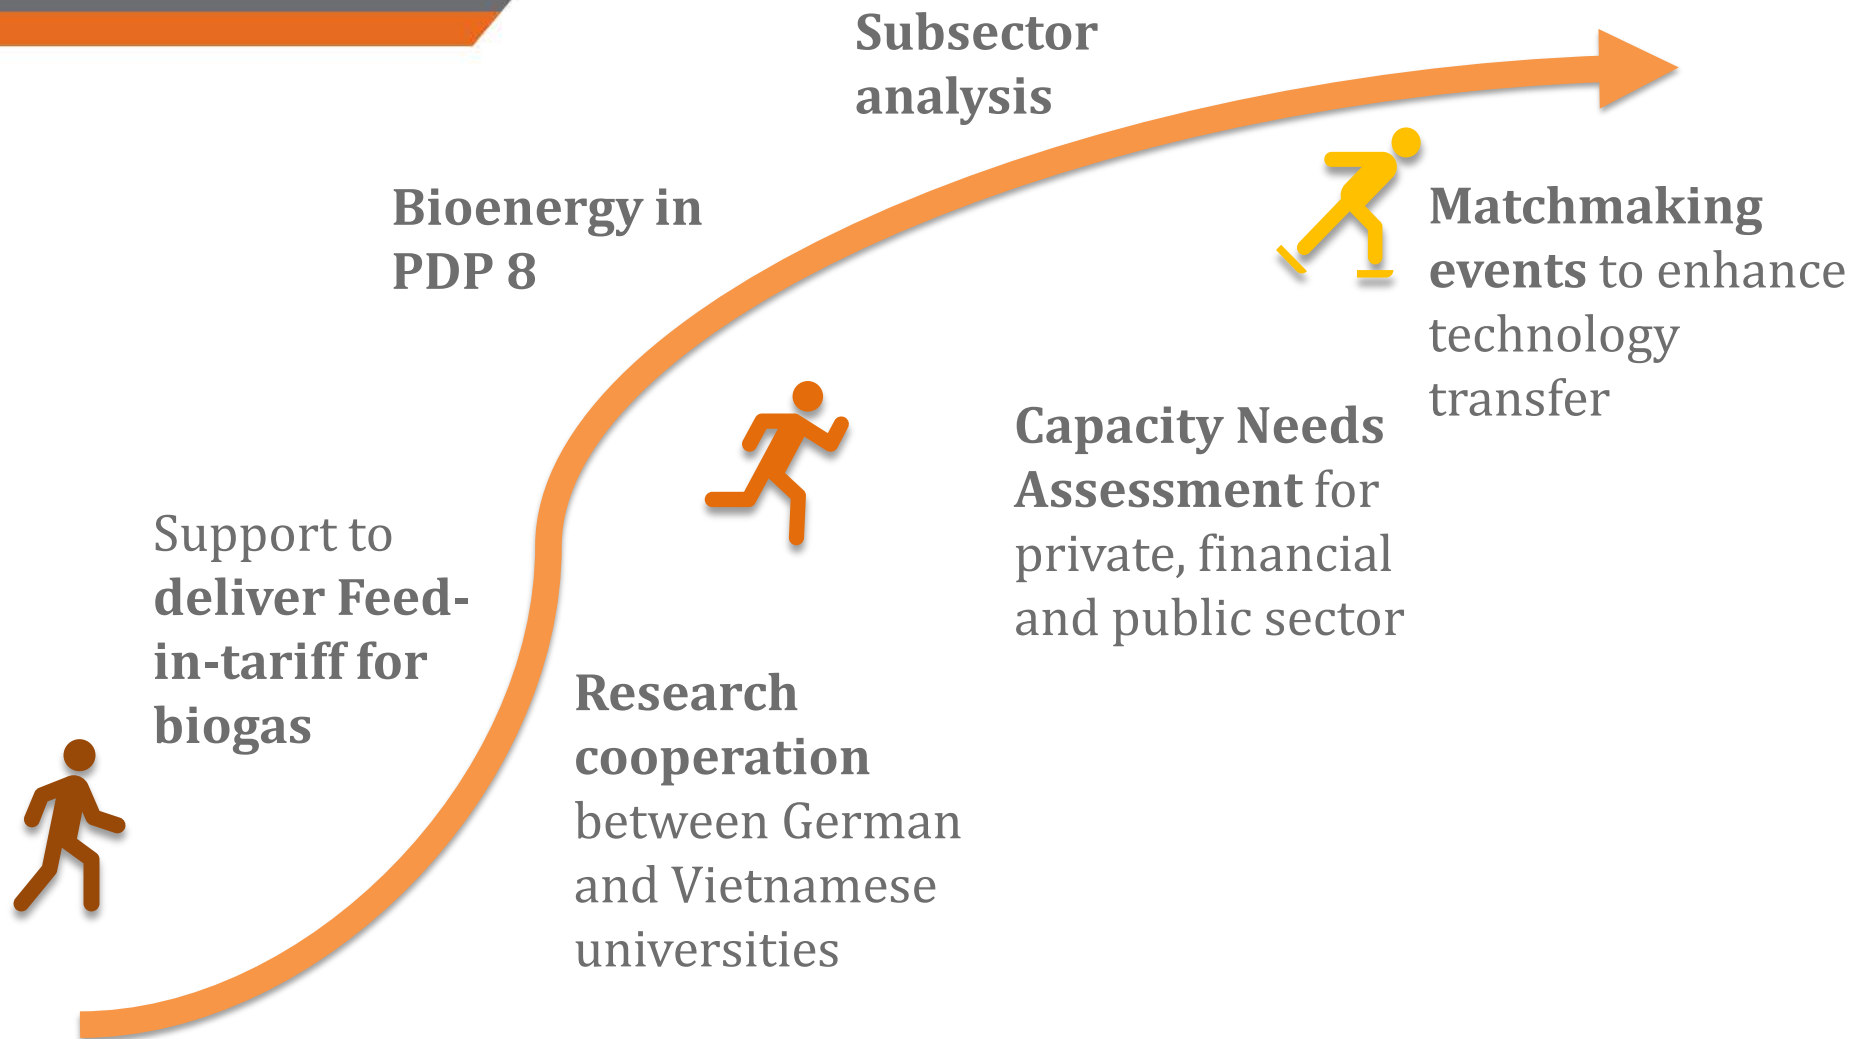 Subsector
analysis
Bioenergy in
PDP 8
Matchmaking
events to enhance
technology
transfer
Capacity Needs
Assessment for
private, financial
and public sector
Support to
deliver Feed-
in-tariff for
biogas
Research
cooperation
between German
and Vietnamese
universities